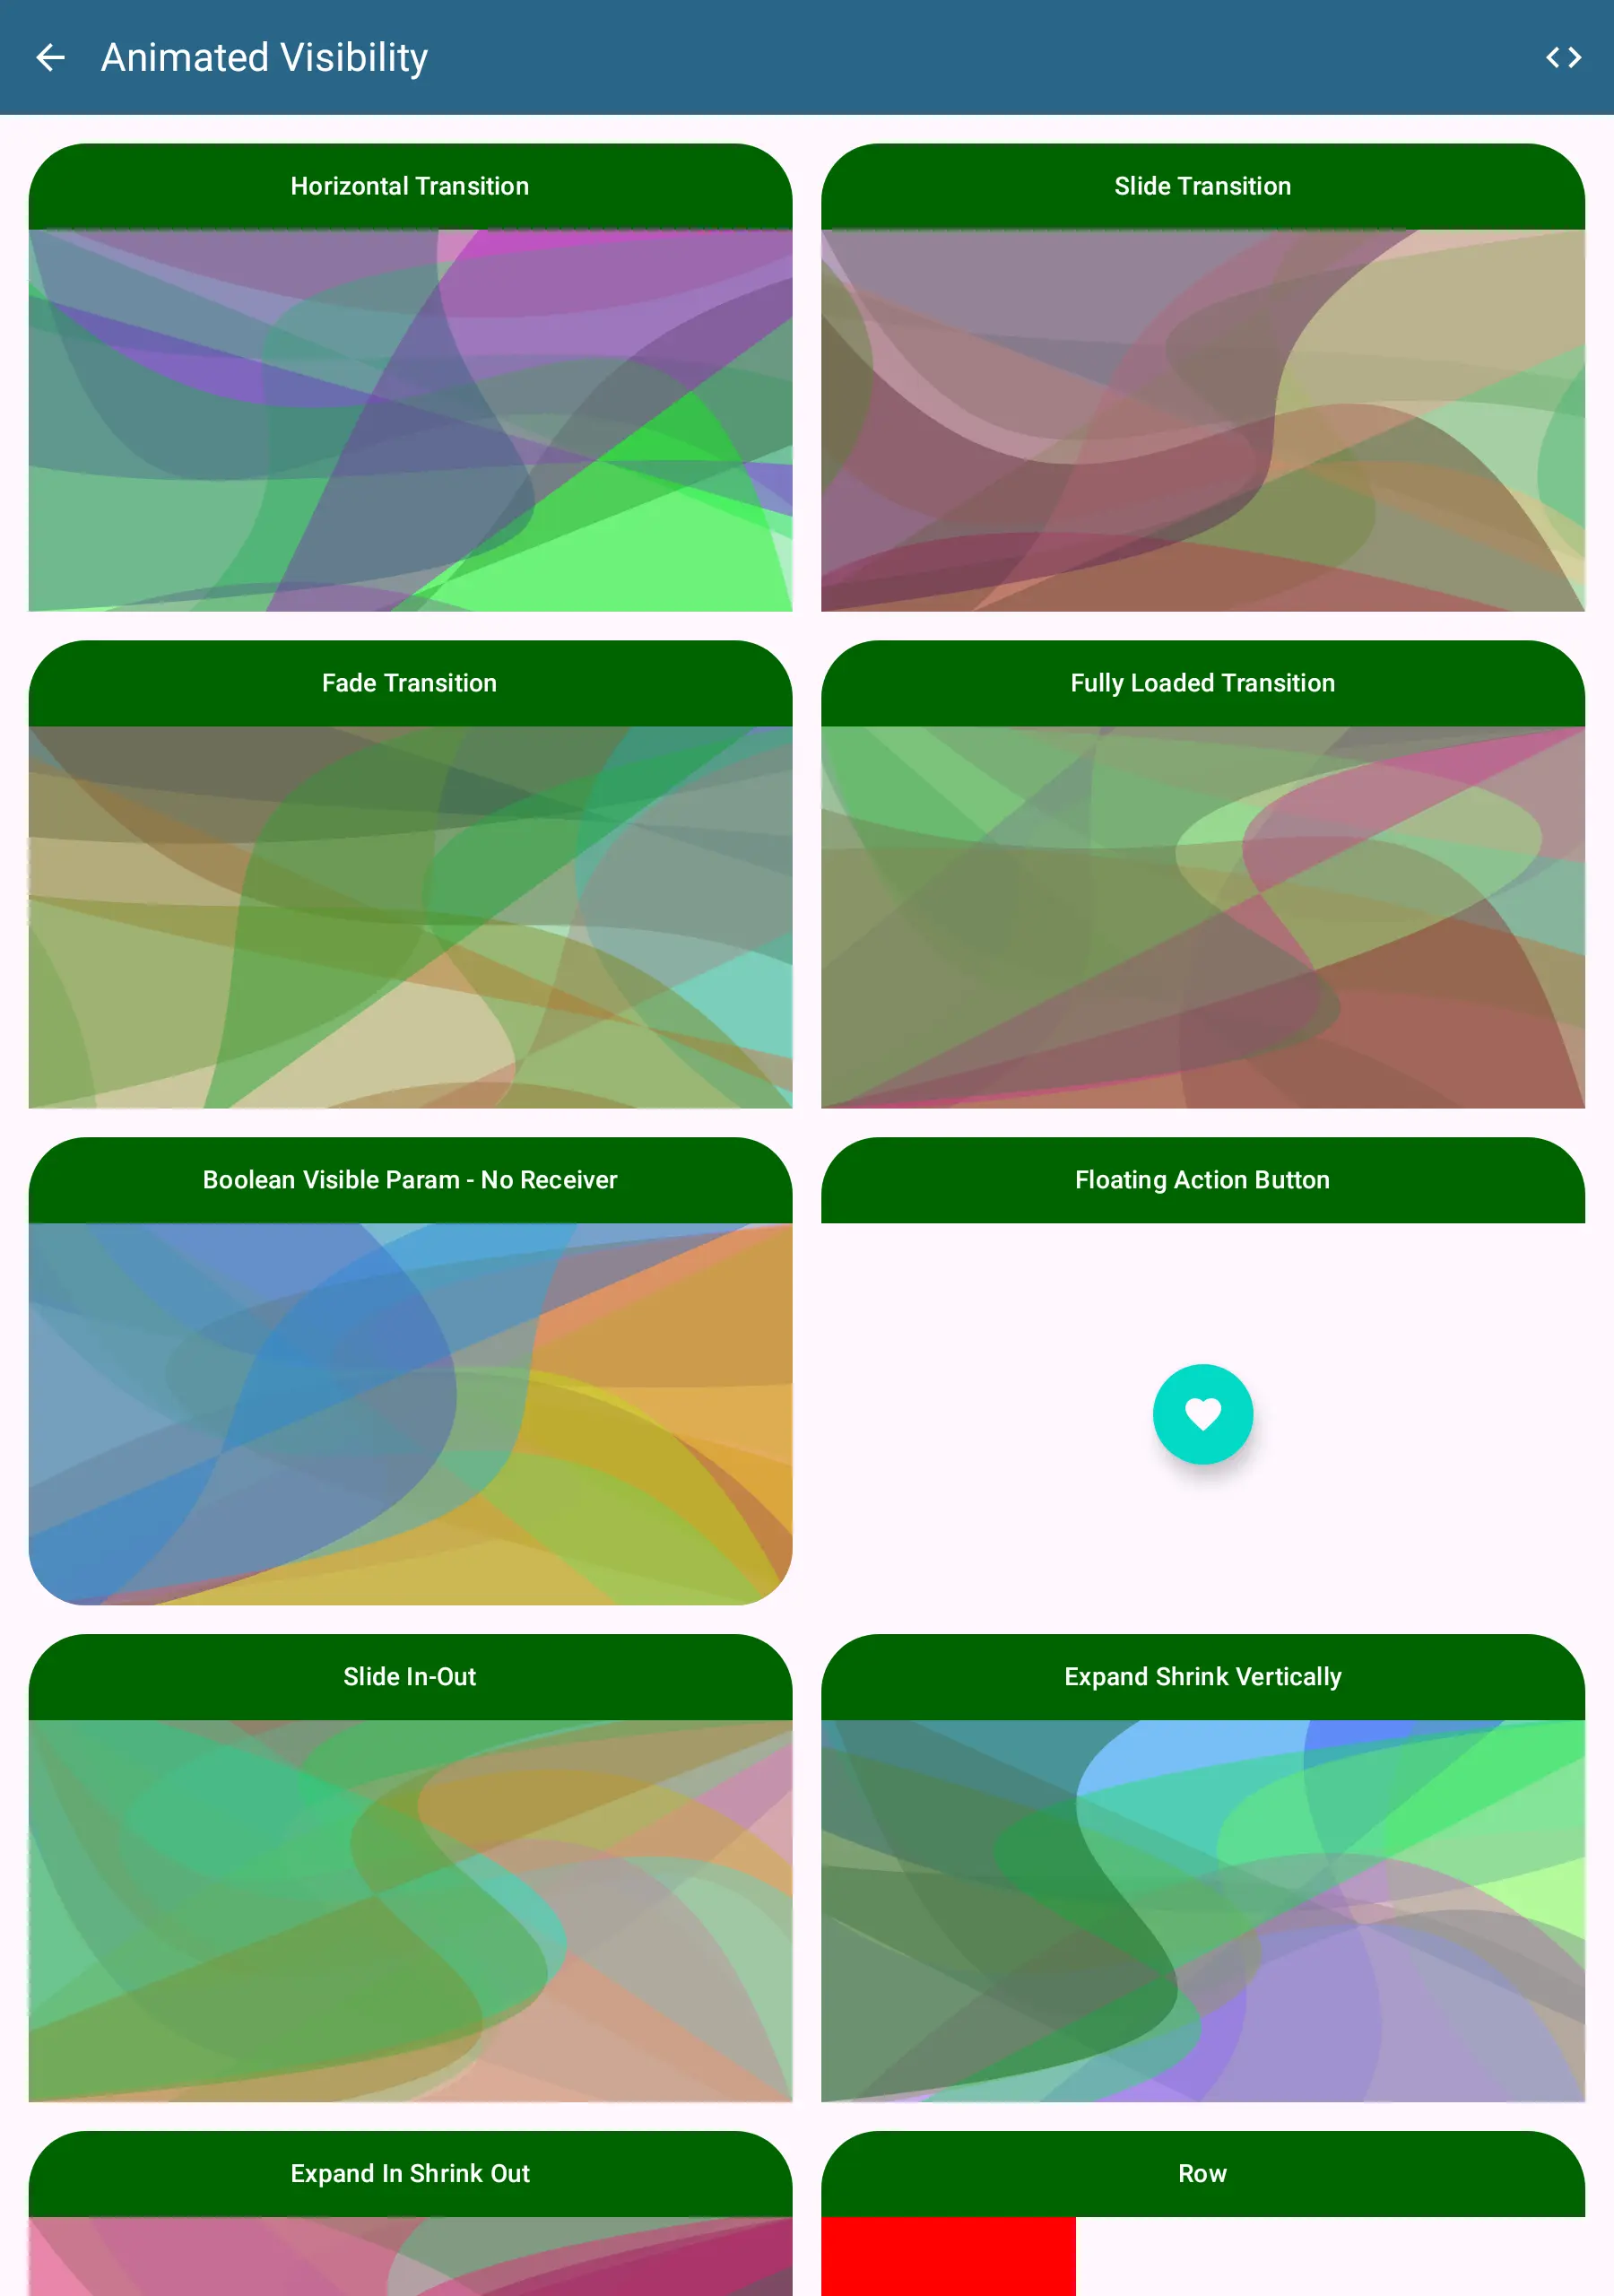 Animated Visibility
Horizontal Transition
Slide Transition
Fade Transition
Fully Loaded Transition
Boolean Visible Param - No Receiver
Floating Action Button
Slide In-Out
Expand Shrink Vertically
Expand In Shrink Out
Row